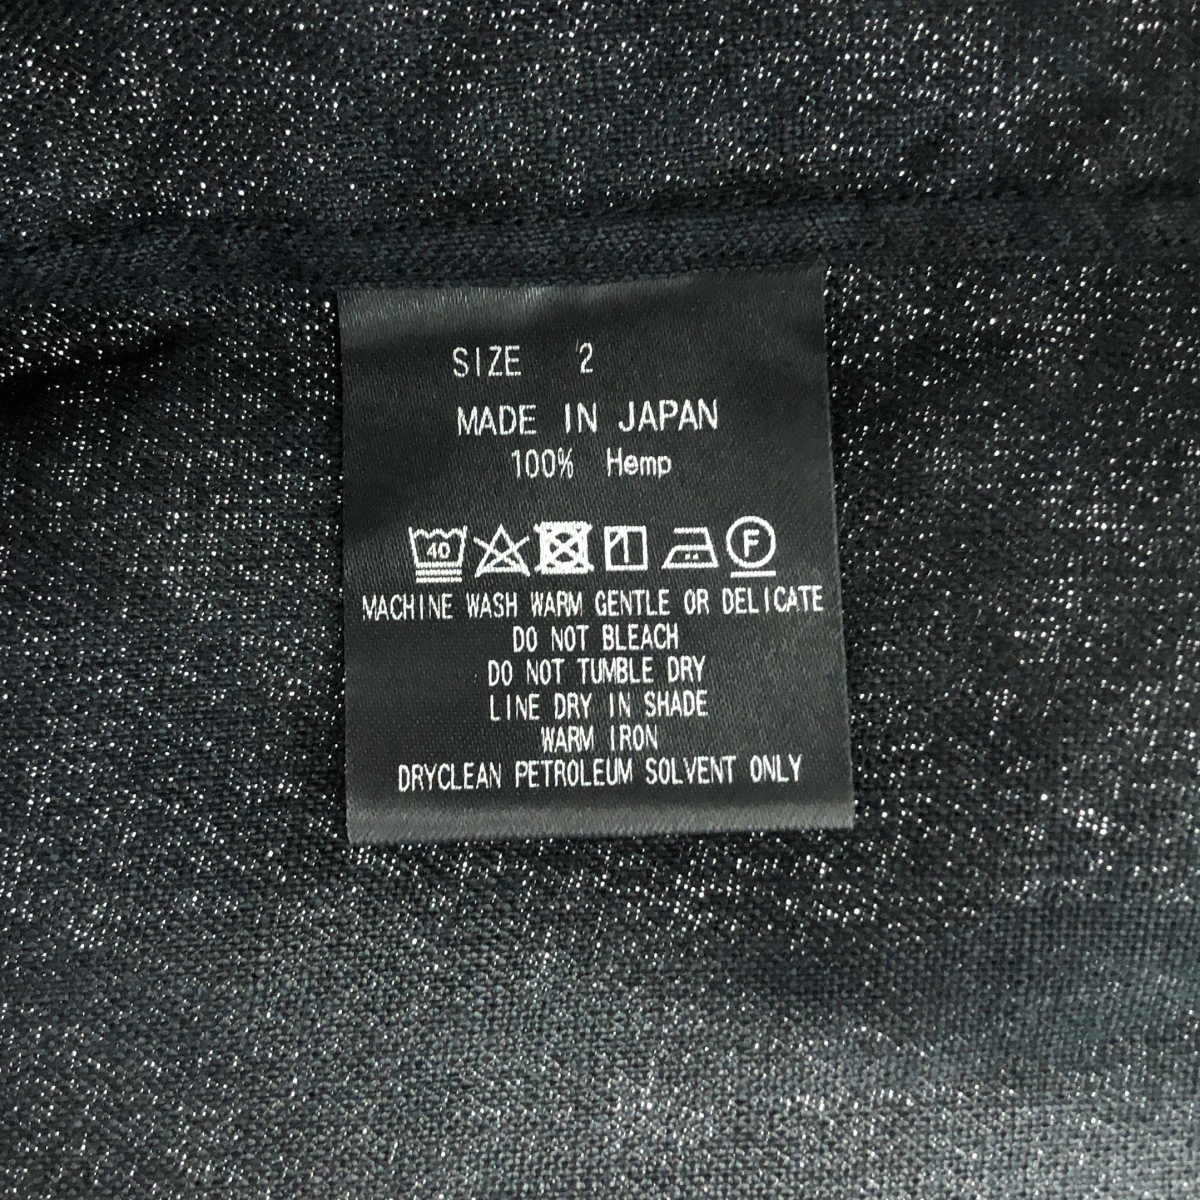 SIZE 2
MADE IN JAPAN
100% Hemp
40 F
MACHINE WASH WARM GENTLE OR DELICATE
DO NOT BLEACH
DO NOT TUMBLE DRY
LINE DRY IN SHADE
WARM IRON
DRYCLEAN PETROLEUM SOLVENT ONLY